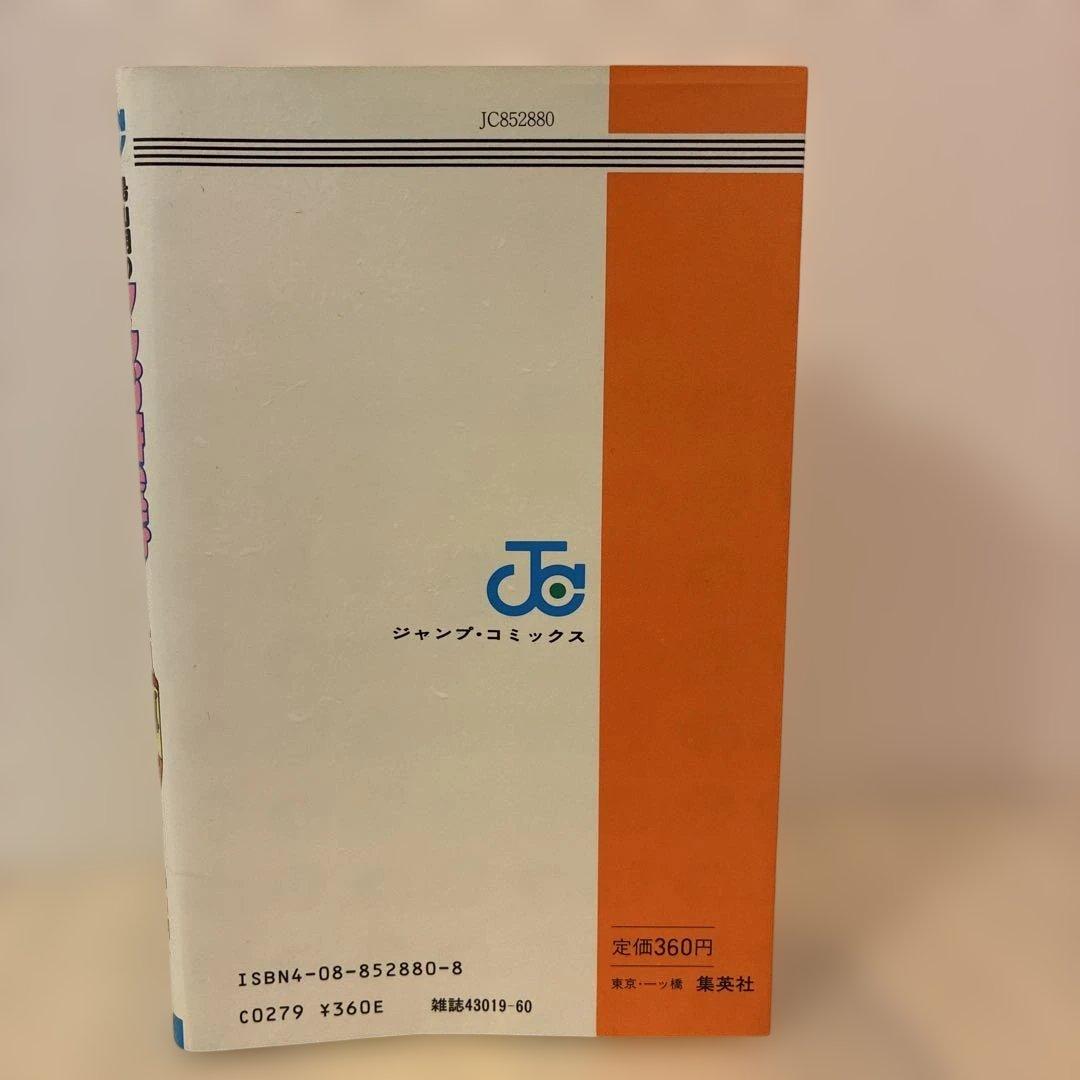 JC852880
JC
ジャンプ・コミックス
定価360円
東京・一ッ橋 集英社
ISBN4-08-852880-8
C0279 ¥360E 雑誌43019-60